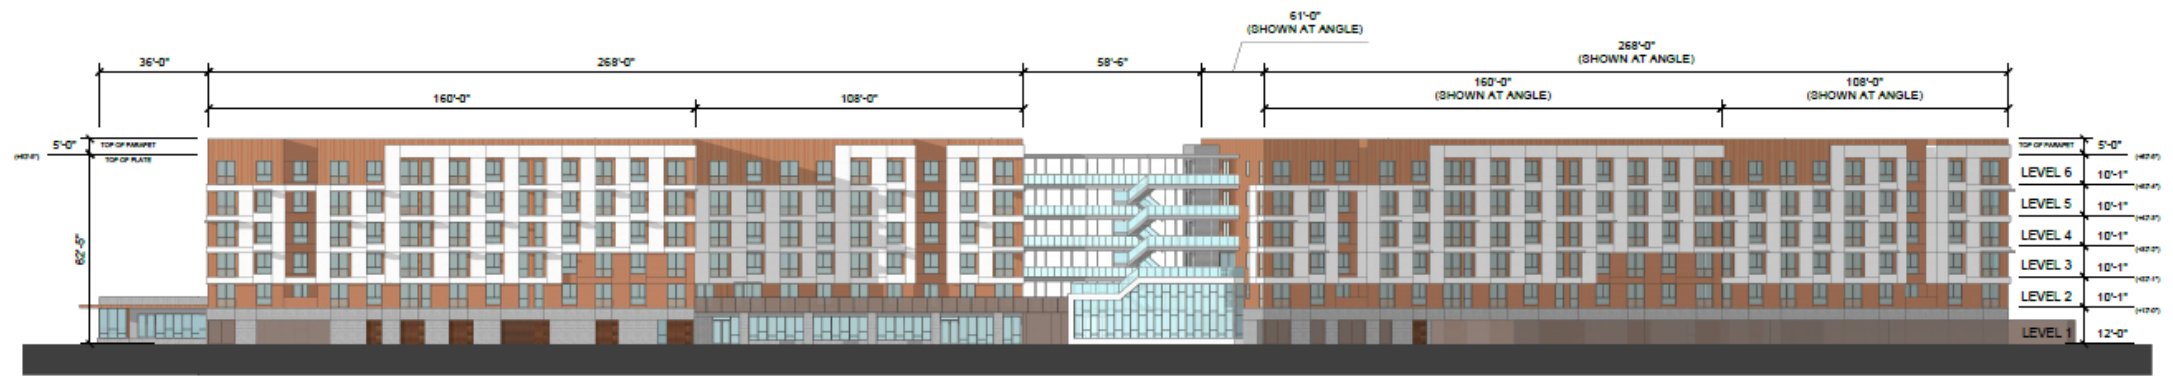 61'-0"
(SHOWN AT ANGLE)
268'-0"
(SHOWN AT ANGLE)
36'-0"
268'-0"
58'-6"
160'-0"
(SHOWN AT ANGLE)
108'-0"
(SHOWN AT ANGLE)
160'-0"
108'-0"
5'-0"
TOP OF PARAPET
TOP OF PLATE
62'-5"
TOP OF PARAPET
5'-0"
LEVEL 6
10'-1"
LEVEL 5
10'-1"
LEVEL 4
10'-1"
LEVEL 3
10'-1"
LEVEL 2
10'-1"
LEVEL 1
12'-0"